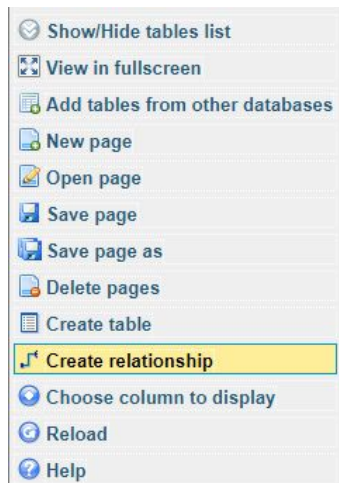 Show/Hide tables list
View in fullscreen
Add tables from other databases
New page
Open page
Save page
Save page as
Delete pages
Create table
Create relationship
Choose column to display
Reload
Help